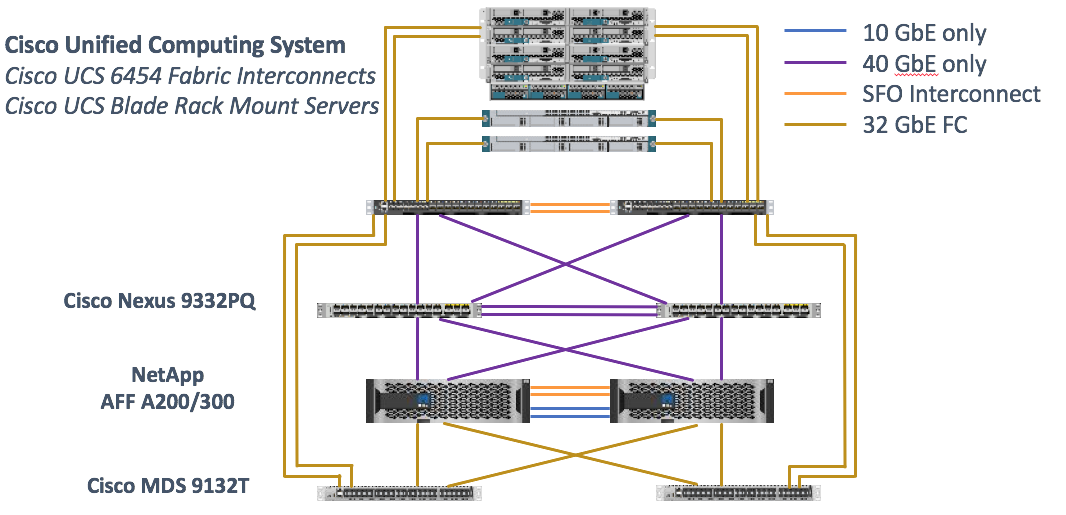 Cisco Unified Computing System
Cisco UCS 6454 Fabric Interconnects
Cisco UCS Blade Rack Mount Servers
10 GbE only
40 GbE only
SFO Interconnect
32 GbE FC
Cisco Nexus 9332PQ
NetApp
AFF A200/300
Cisco MDS 9132T